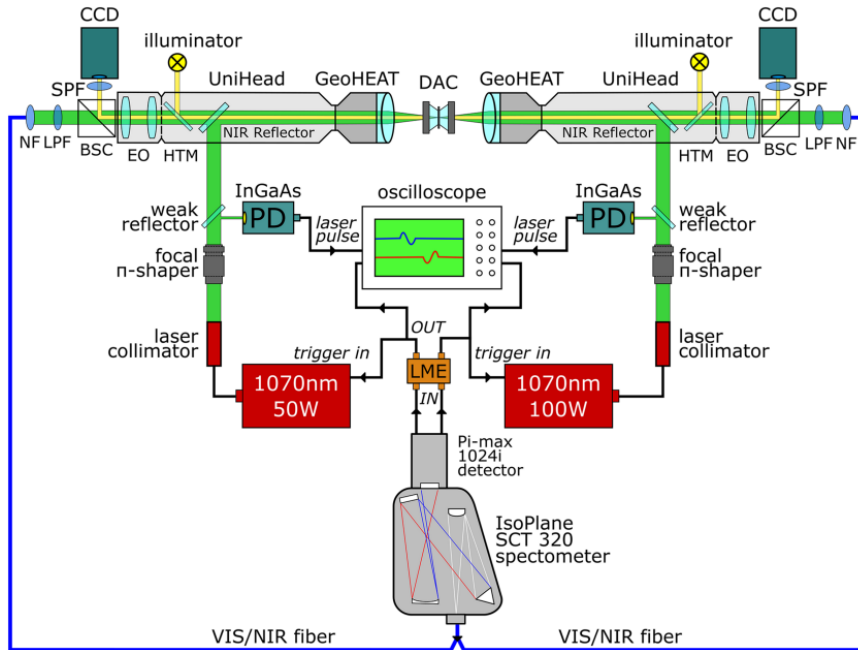 CCD
CCD
illuminator
illuminator
SPF
UniHead
GeoHEAT
DAC
GeoHEAT
UniHead
SPF
NIR Reflector
NIR Reflector
NF
LPF
BSC
EO
HTM
HTM
EO
BSC
LPF
NF
InGaAs
PD
oscilloscope
InGaAs
PD
weak
reflector
laser
pulse
laser
pulse
weak
reflector
focal
π-shaper
focal
π-shaper
laser
collimator
OUT
laser
collimator
trigger in
trigger in
LME
1070nm
50W
IN
1070nm
100W
Pi-max
1024i
detector
IsoPlane
SCT 320
spectometer
VIS/NIR fiber
VIS/NIR fiber